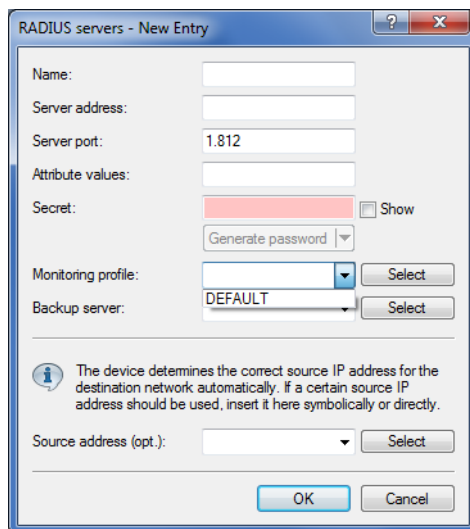 RADIUS servers - New Entry
Name:
Server address:
Server port: 1.812
Attribute values:
Secret: Show
Generate password
Monitoring profile: Select
DEFAULT
Backup server: Select
The device determines the correct source IP address for the
destination network automatically. If a certain source IP
address should be used, insert it here symbolically or directly.
Source address (opt.): Select
OK Cancel